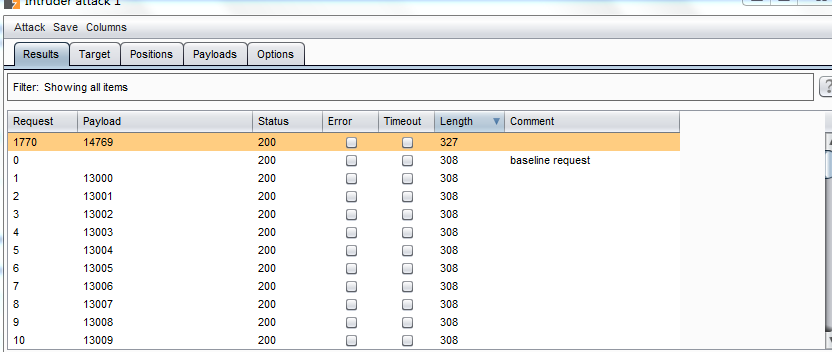 Intruder attack 1
Attack Save Columns
Results Target Positions Payloads Options
Filter: Showing all items
?
Request Payload Status Error Timeout Length Comment
1770 14769 200 327
0 200 308 baseline request
1 13000 200 308
2 13001 200 308
3 13002 200 308
4 13003 200 308
5 13004 200 308
6 13005 200 308
7 13006 200 308
8 13007 200 308
9 13008 200 308
10 13009 200 308